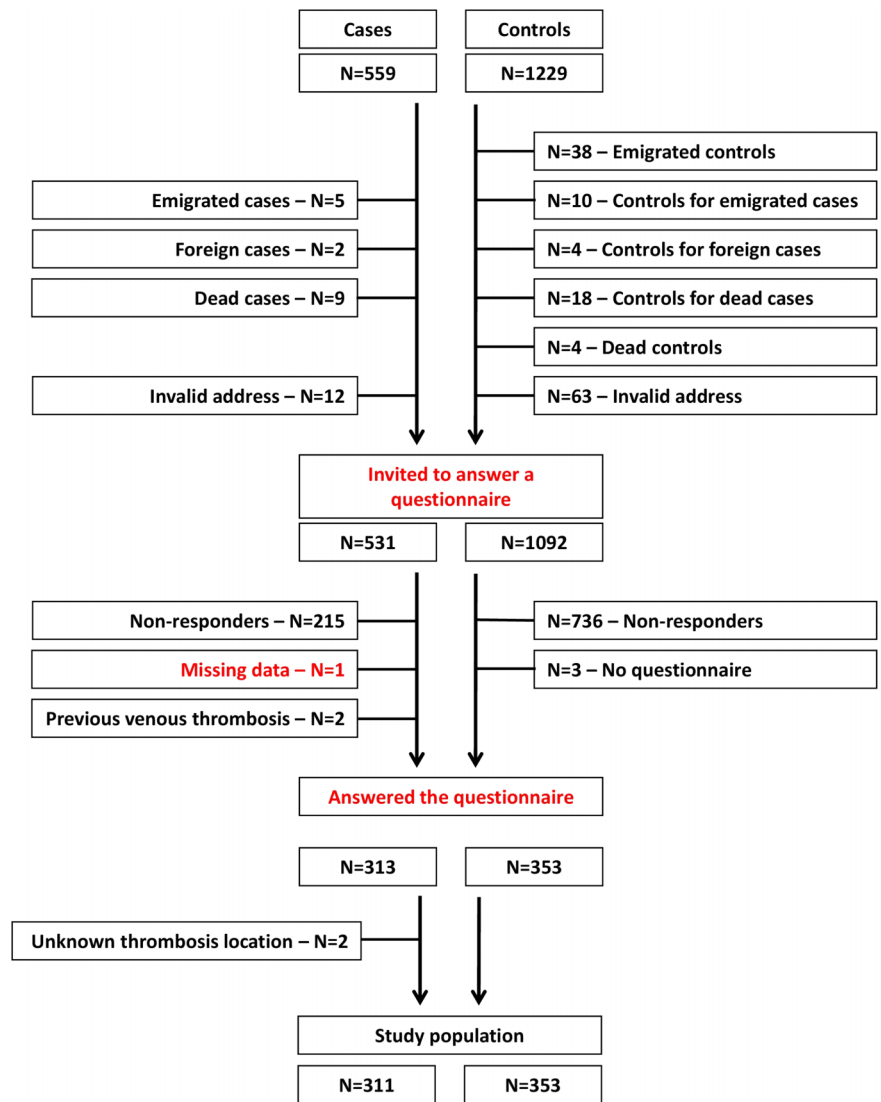 Cases
Controls
N=559
N=1229
N=38 – Emigrated controls
Emigrated cases – N=5
N=10 – Controls for emigrated cases
Foreign cases – N=2
N=4 – Controls for foreign cases
Dead cases – N=9
N=18 – Controls for dead cases
N=4 – Dead controls
Invalid address – N=12
N=63 – Invalid address
Invited to answer a
questionnaire
N=531
N=1092
Non-responders – N=215
N=736 – Non-responders
Missing data – N=1
N=3 – No questionnaire
Previous venous thrombosis – N=2
Answered the questionnaire
N=313
N=353
Unknown thrombosis location – N=2
Study population
N=311
N=353